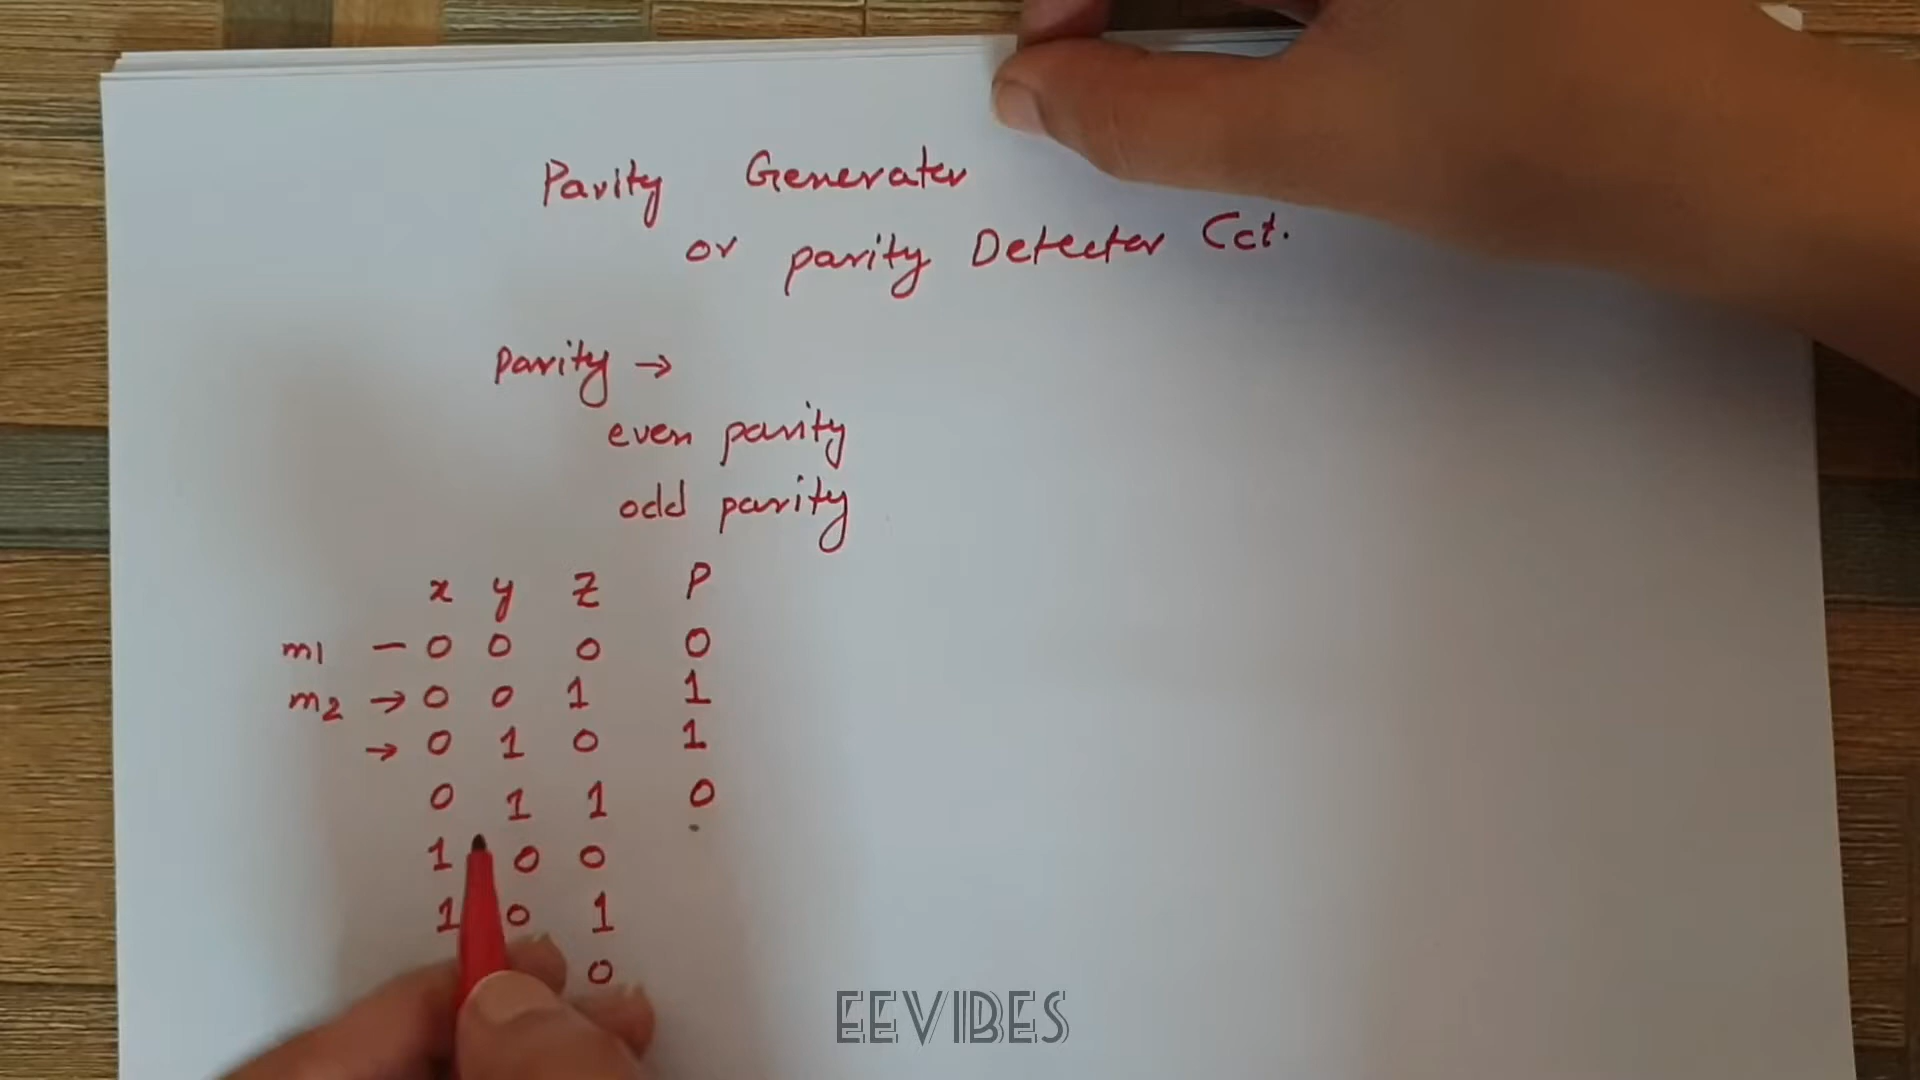 Parity Generater
or parity Detecter Cct.
parity →
even parity
odd parity
x y z P
m1 – 0 0 0 0
m2 → 0 0 1 1
→ 0 1 0 1
0 1 1 0
1 0 0
1 0 1
0
EEVIBES